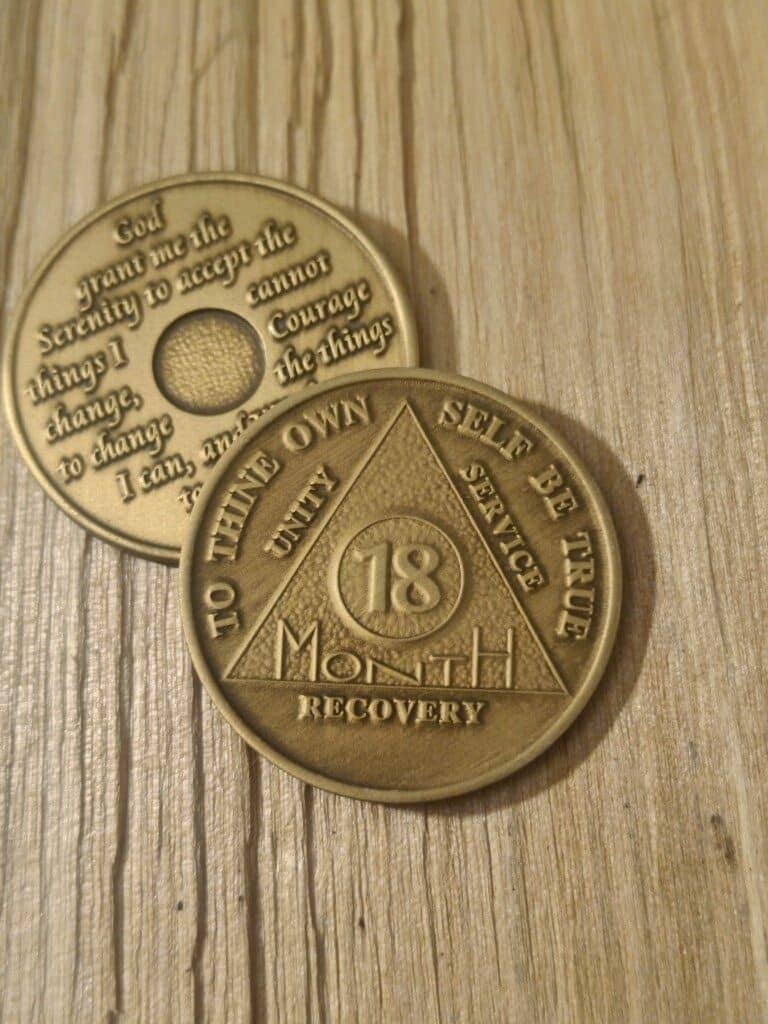 God
grant me the
Serenity to accept the
things I cannot
change, Courage
to change the things
I can, and
TO THINE OWN SELF BE TRUE
UNITY
SERVICE
18
MONTH
RECOVERY